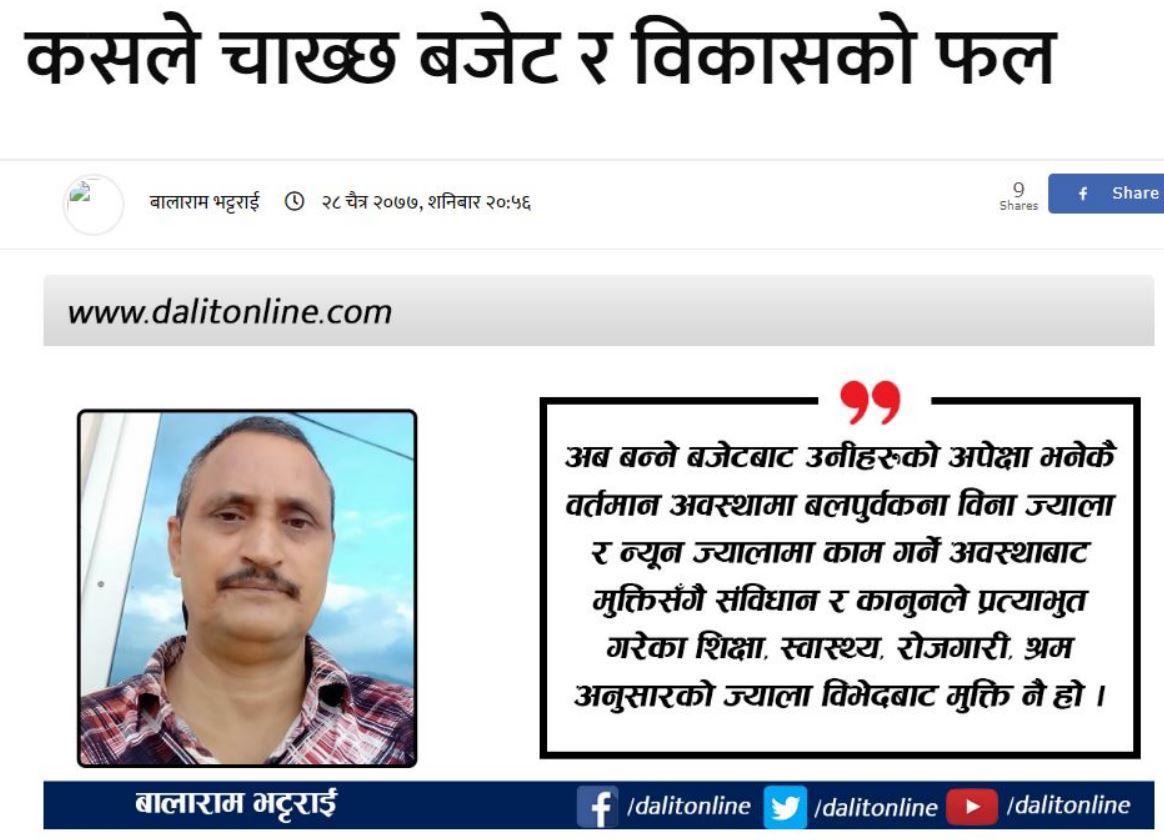 कसले चाख्छ बजेट र विकासको फल
बालाराम भट्टराई २८ चैत्र २०७७, शनिबार २०:५६
9
Shares
Share
www.dalitonline.com
अब बन्ने बजेटबाट उनीहरुको अपेक्षा भनेकै
वर्तमान अवस्थामा बलपुर्वकना विना ज्याला
र न्यून ज्यालामा काम गर्ने अवस्थाबाट
मुक्तिसँगै संविधान र कानुनले प्रत्याभुत
गरेका शिक्षा, स्वास्थ्य, रोजगारी, श्रम
अनुसारको ज्याला विभेदबाट मुक्ति नै हो ।
बालाराम भट्टराई /dalitonline /dalitonline /dalitonline